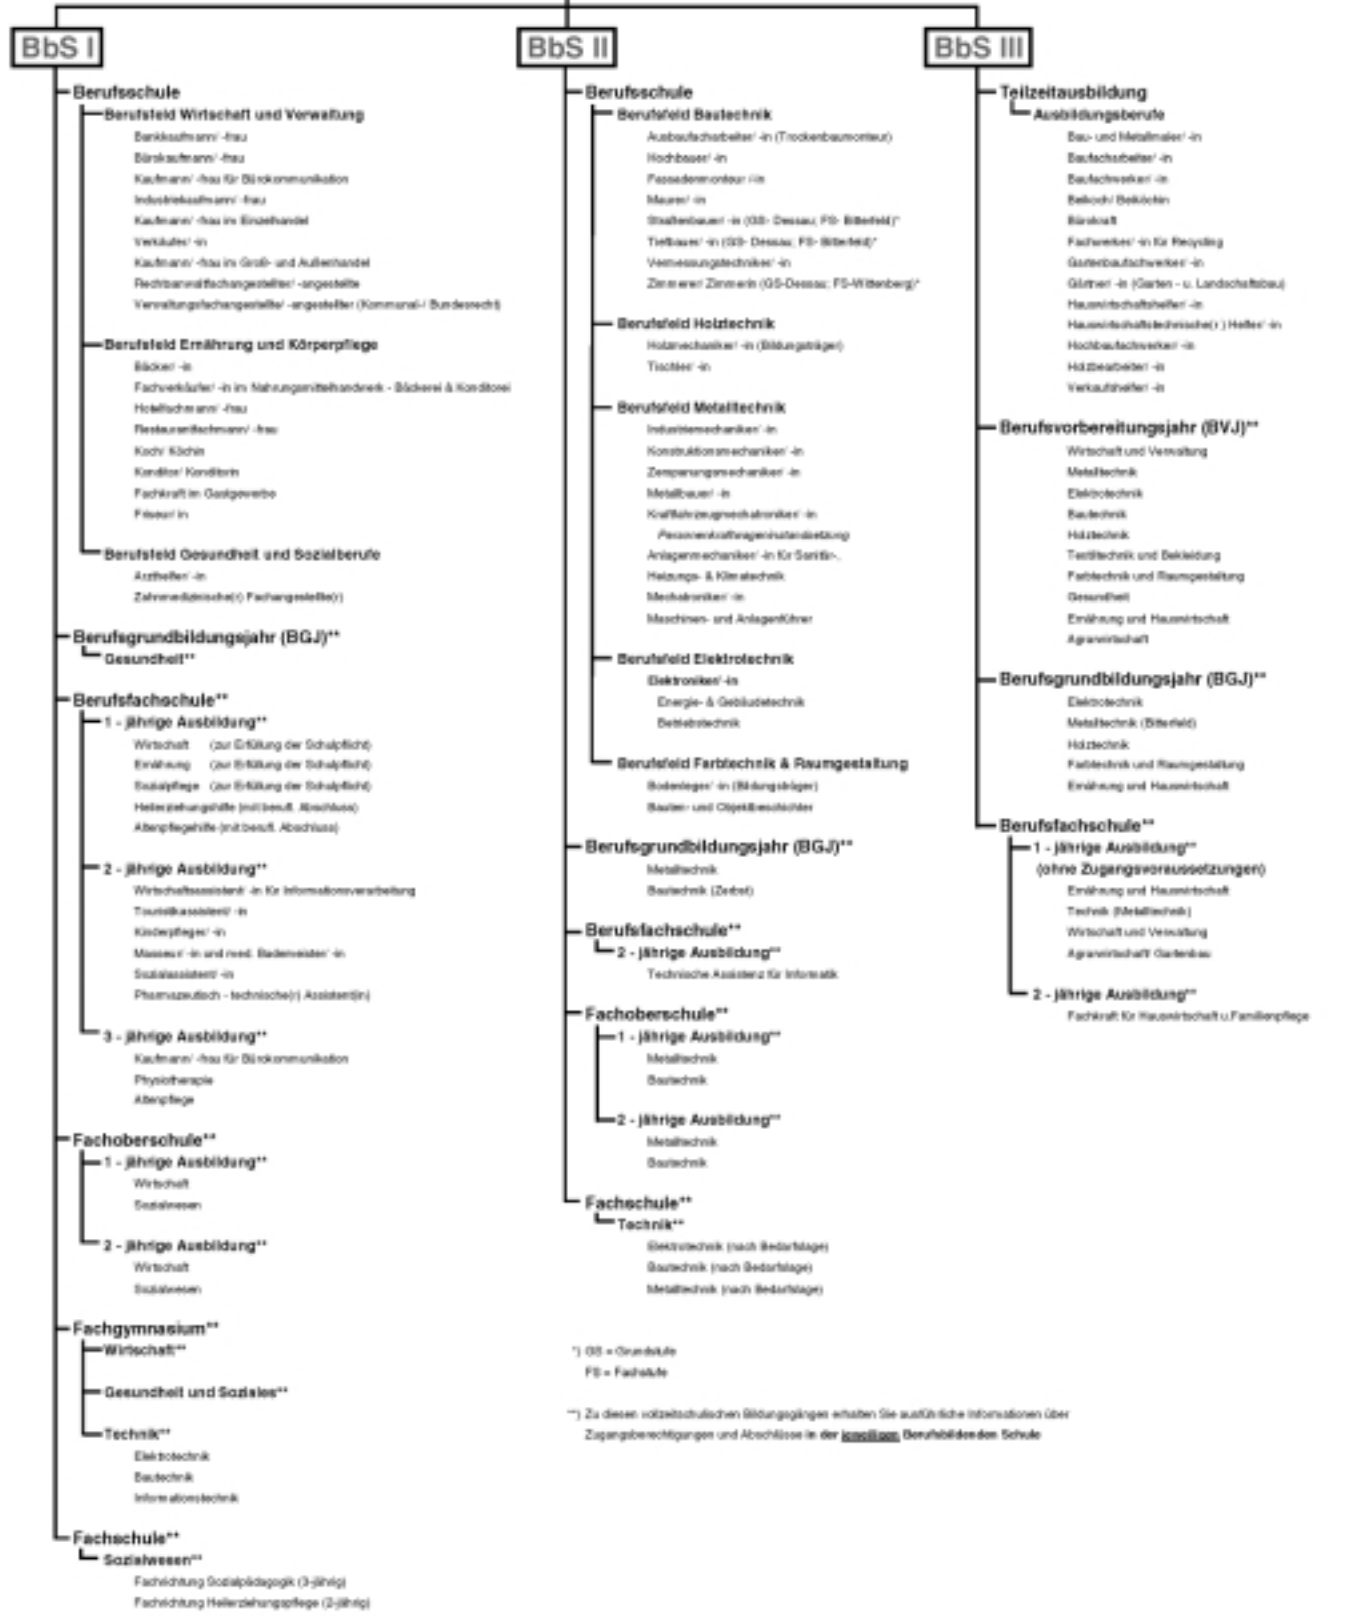 BbS I
Berufsschule
Berufsfeld Wirtschaft und Verwaltung
Bankkaufmann/ -frau
Bürokaufmann/ -frau
Kaufmann/ -frau für Bürokommunikation
Industriekaufmann/ -frau
Kaufmann/ -frau im Einzelhandel
Verkäufer/ -in
Kaufmann/ -frau im Groß- und Außenhandel
Rechtsanwaltfachangestellter/ -angestellte
Verwaltungsfachangestellte/ -angestellter (Kommunal-/ Bundesrecht)
Berufsfeld Ernährung und Körperpflege
Bäcker/ -in
Fachverkäufer/ -in im Nahrungsmittelhandwerk - Bäckerei & Konditorei
Hotelfachmann/ -frau
Restaurantfachmann/ -frau
Koch/ Köchin
Konditor/ Konditorin
Fachkraft im Gastgewerbe
Friseur/ in
Berufsfeld Gesundheit und Sozialberufe
Arzthelfer/ -in
Zahnmedizinische(r) Fachangestellte(r)
Berufsgrundbildungsjahr (BGJ)**
Gesundheit**
Berufsfachschule**
1 - jährige Ausbildung**
Wirtschaft (zur Erfüllung der Schulpflicht)
Ernährung (zur Erfüllung der Schulpflicht)
Sozialpflege (zur Erfüllung der Schulpflicht)
Heilerziehungshilfe (mit berufl. Abschluss)
Altenpflegehilfe (mit berufl. Abschluss)
2 - jährige Ausbildung**
Wirtschaftsassistent/ -in für Informationsverarbeitung
Touristikassistent/ -in
Kinderpfleger/ -in
Masseur/ -in und med. Bademeister/ -in
Sozialassistent/ -in
Pharmazeutisch - technische(r) Assistent(in)
3 - jährige Ausbildung**
Kaufmann/ -frau für Bürokommunikation
Physiotherapie
Altenpflege
Fachoberschule**
1 - jährige Ausbildung**
Wirtschaft
Sozialwesen
2 - jährige Ausbildung**
Wirtschaft
Sozialwesen
Fachgymnasium**
Wirtschaft**
Gesundheit und Soziales**
Technik**
Elektrotechnik
Bautechnik
Informationstechnik
Fachschule**
Sozialwesen**
Fachrichtung Sozialpädagogik (3-jährig)
Fachrichtung Heilerziehungspflege (2-jährig)
BbS II
Berufsschule
Berufsfeld Bautechnik
Ausbaufacharbeiter/ -in (Trockenbaumonteur)
Hochbauer/ -in
Fassadenmonteur /-in
Maurer/ -in
Straßenbauer/ -in (GS- Dessau; FS- Bitterfeld)*
Tiefbauer/ -in (GS- Dessau; FS- Bitterfeld)*
Vermessungstechniker/ -in
Zimmerer/ Zimmerin (GS-Dessau; FS-Wittenberg)*
Berufsfeld Holztechnik
Holzmechaniker/ -in (Bildungsträger)
Tischler/ -in
Berufsfeld Metalltechnik
Industriemechaniker/ -in
Konstruktionsmechaniker/ -in
Zerspanungsmechaniker/ -in
Metallbauer/ -in
Kraftfahrzeugmechatroniker/ -in
Personenkraftwageninstandsetzung
Anlagenmechaniker/ -in für Sanitär-,
Heizungs- & Klimatechnik
Mechatroniker/ -in
Maschinen- und Anlagenführer
Berufsfeld Elektrotechnik
Elektroniker/ -in
Energie- & Gebäudetechnik
Betriebstechnik
Berufsfeld Farbtechnik & Raumgestaltung
Bodenleger/ -in (Bildungsträger)
Bauten- und Objektbeschichter
Berufsgrundbildungsjahr (BGJ)**
Metalltechnik
Bautechnik (Zerbst)
Berufsfachschule**
2 - jährige Ausbildung**
Technische Assistenz für Informatik
Fachoberschule**
1 - jährige Ausbildung**
Metalltechnik
Bautechnik
2 - jährige Ausbildung**
Metalltechnik
Bautechnik
Fachschule**
Technik**
Elektrotechnik (nach Bedarfslage)
Bautechnik (nach Bedarfslage)
Metalltechnik (nach Bedarfslage)
*) GS = Grundstufe
FS = Fachstufe
**) Zu diesen vollzeitschulischen Bildungsgängen erhalten Sie ausführliche Informationen über
Zugangsberechtigungen und Abschlüsse in der jeweiligen Berufsbildenden Schule
BbS III
Teilzeitausbildung
Ausbildungsberufe
Bau- und Metallmaler/ -in
Baufacharbeiter/ -in
Baufachwerker/ -in
Beikoch/ Beiköchin
Bürokraft
Fachwerker/ -in für Recycling
Gartenbaufachwerker/ -in
Gärtner/ -in (Garten - u. Landschaftsbau)
Hauswirtschaftshelfer/ -in
Hauswirtschaftstechnische(r) Helfer/ -in
Hochbaufachwerker/ -in
Holzbearbeiter/ -in
Verkaufshelfer/ -in
Berufsvorbereitungsjahr (BVJ)**
Wirtschaft und Verwaltung
Metalltechnik
Elektrotechnik
Bautechnik
Holztechnik
Textiltechnik und Bekleidung
Farbtechnik und Raumgestaltung
Gesundheit
Ernährung und Hauswirtschaft
Agrarwirtschaft
Berufsgrundbildungsjahr (BGJ)**
Elektrotechnik
Metalltechnik (Bitterfeld)
Holztechnik
Farbtechnik und Raumgestaltung
Ernährung und Hauswirtschaft
Berufsfachschule**
1 - jährige Ausbildung**
(ohne Zugangsvoraussetzungen)
Ernährung und Hauswirtschaft
Technik (Metalltechnik)
Wirtschaft und Verwaltung
Agrarwirtschaft/ Gartenbau
2 - jährige Ausbildung**
Fachkraft für Hauswirtschaft u.Familienpflege